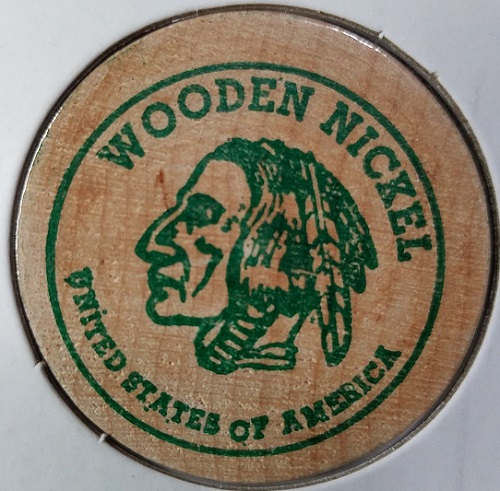 WOODEN NICKEL
UNITED STATES OF AMERICA